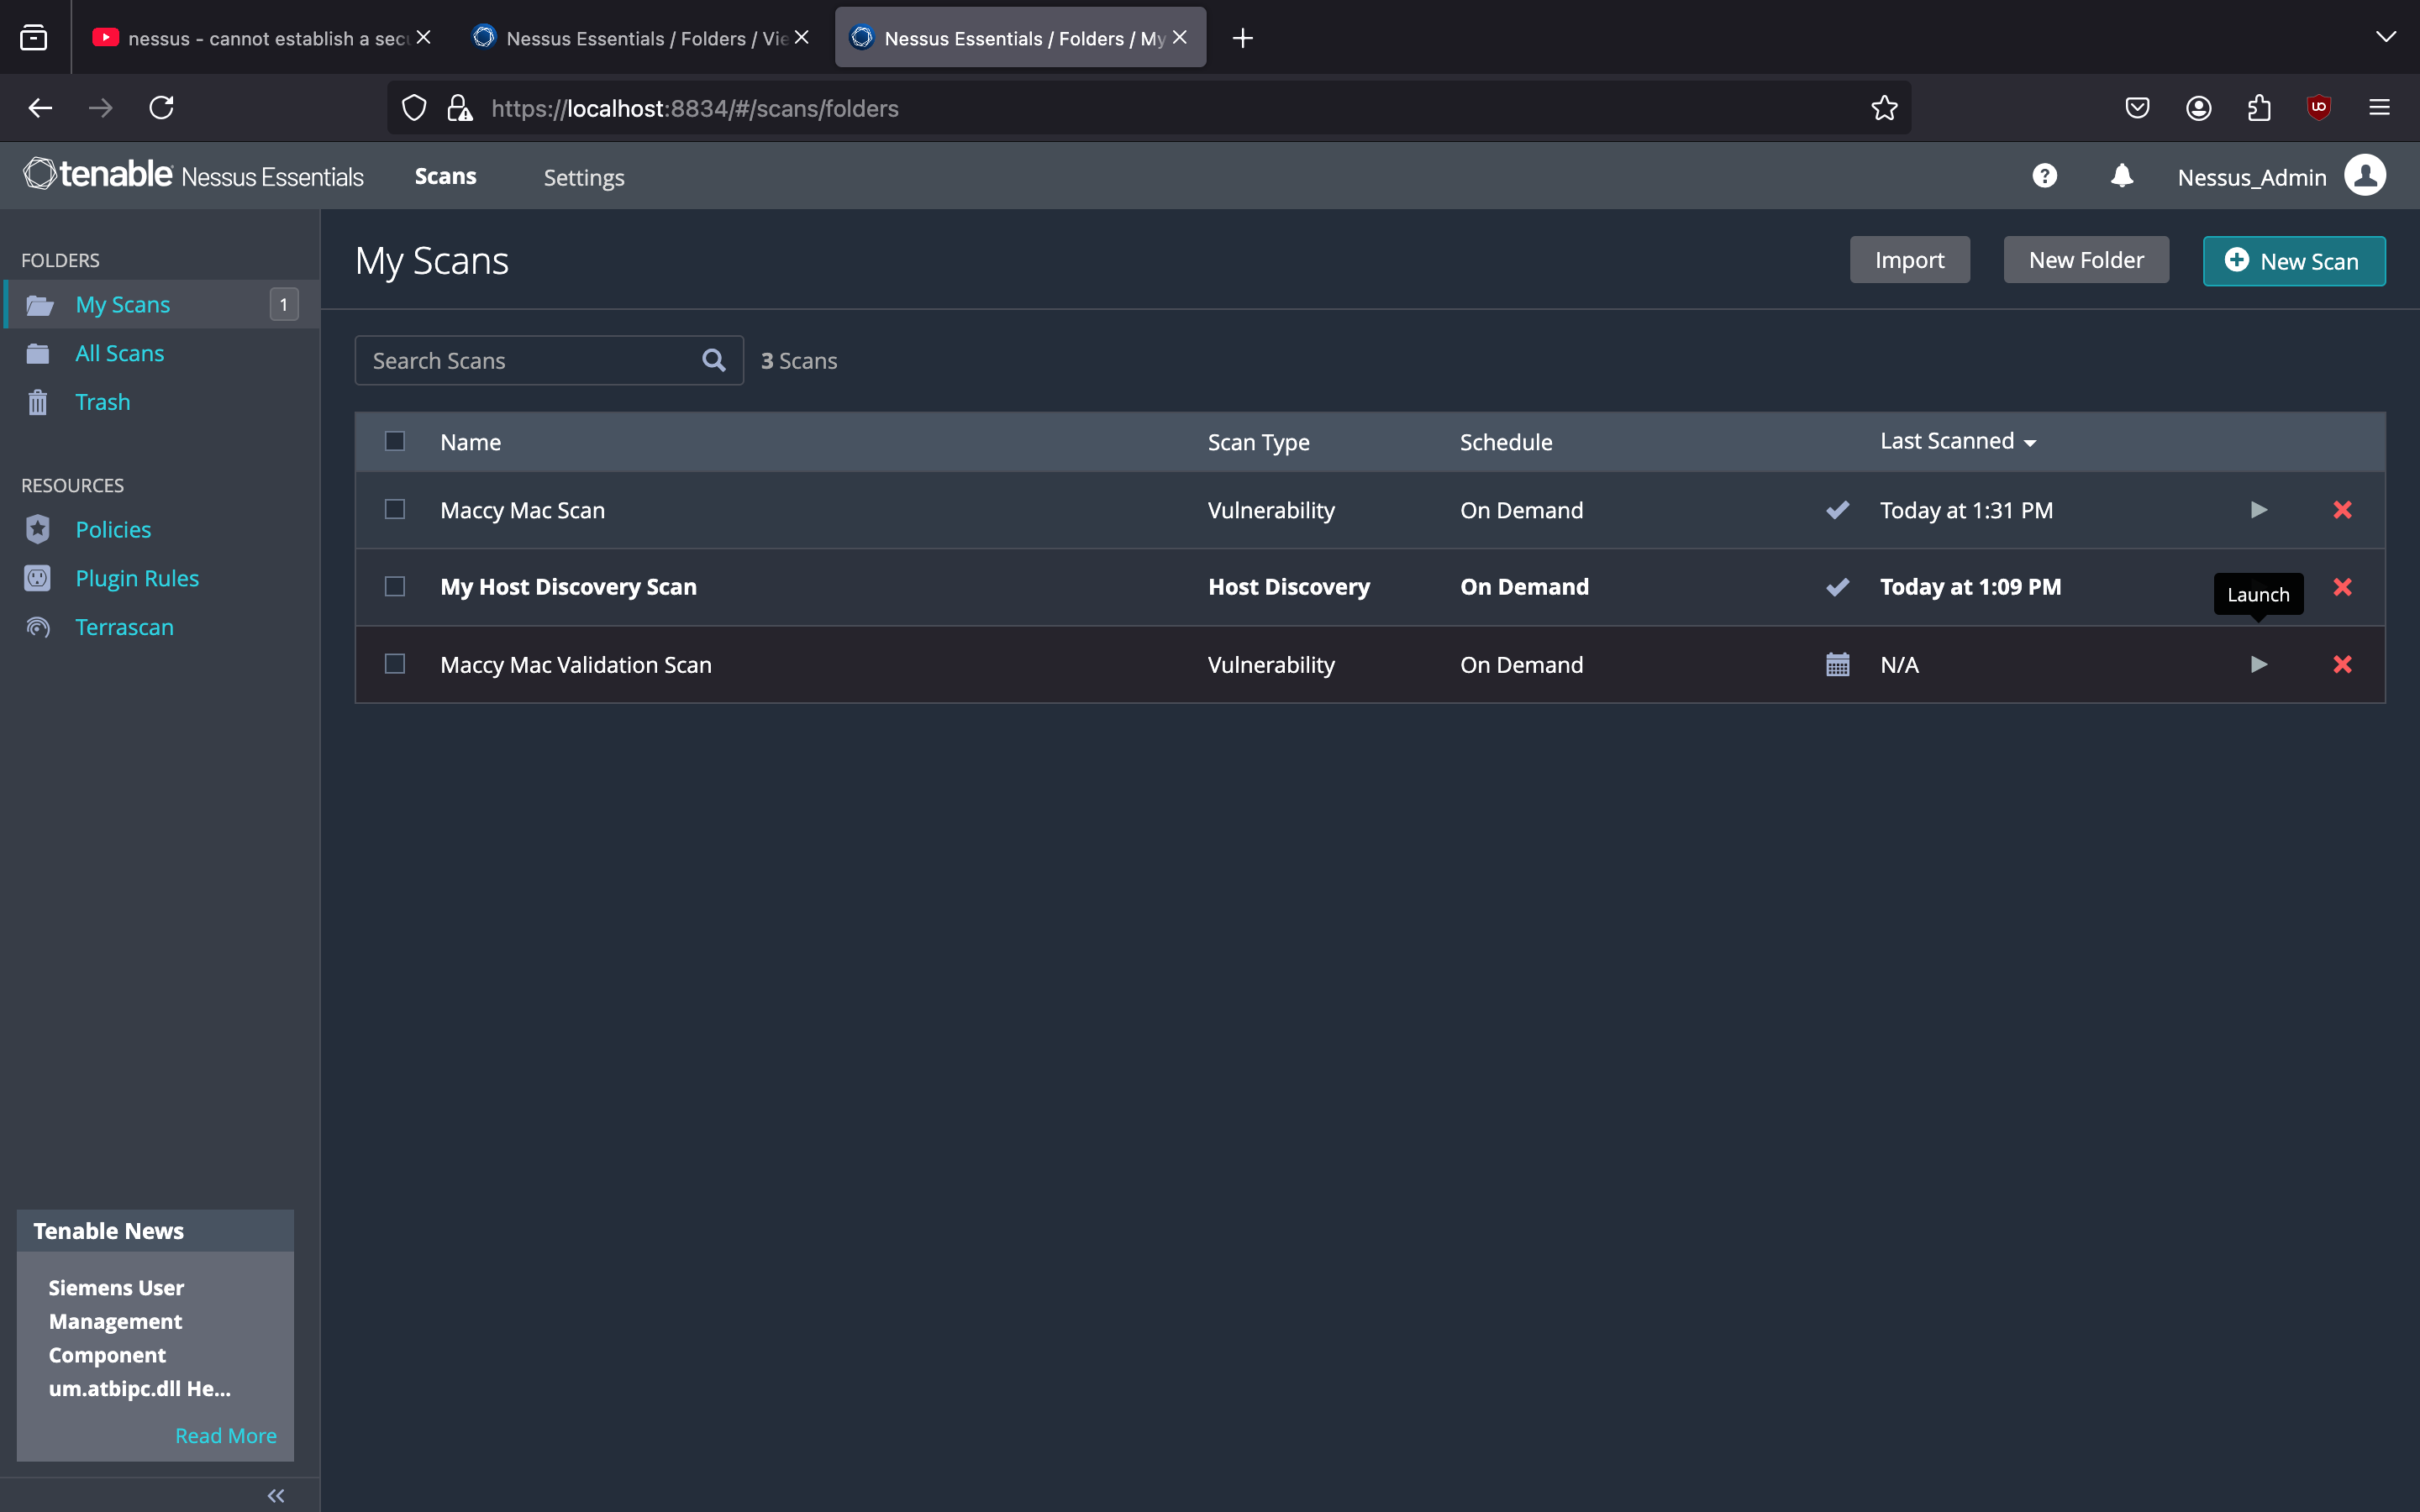 nessus - cannot establish a sec
Nessus Essentials / Folders / Vie
Nessus Essentials / Folders / My
https://localhost:8834/#/scans/folders
tenable Nessus Essentials
Scans
Settings
Nessus_Admin
FOLDERS
My Scans
1
All Scans
Trash
RESOURCES
Policies
Plugin Rules
Terrascan
My Scans
Import
New Folder
New Scan
Search Scans
3 Scans
Name
Scan Type
Schedule
Last Scanned
Maccy Mac Scan
Vulnerability
On Demand
Today at 1:31 PM
My Host Discovery Scan
Host Discovery
On Demand
Today at 1:09 PM
Launch
Maccy Mac Validation Scan
Vulnerability
On Demand
N/A
Tenable News
Siemens User
Management
Component
um.atbipc.dll He...
Read More